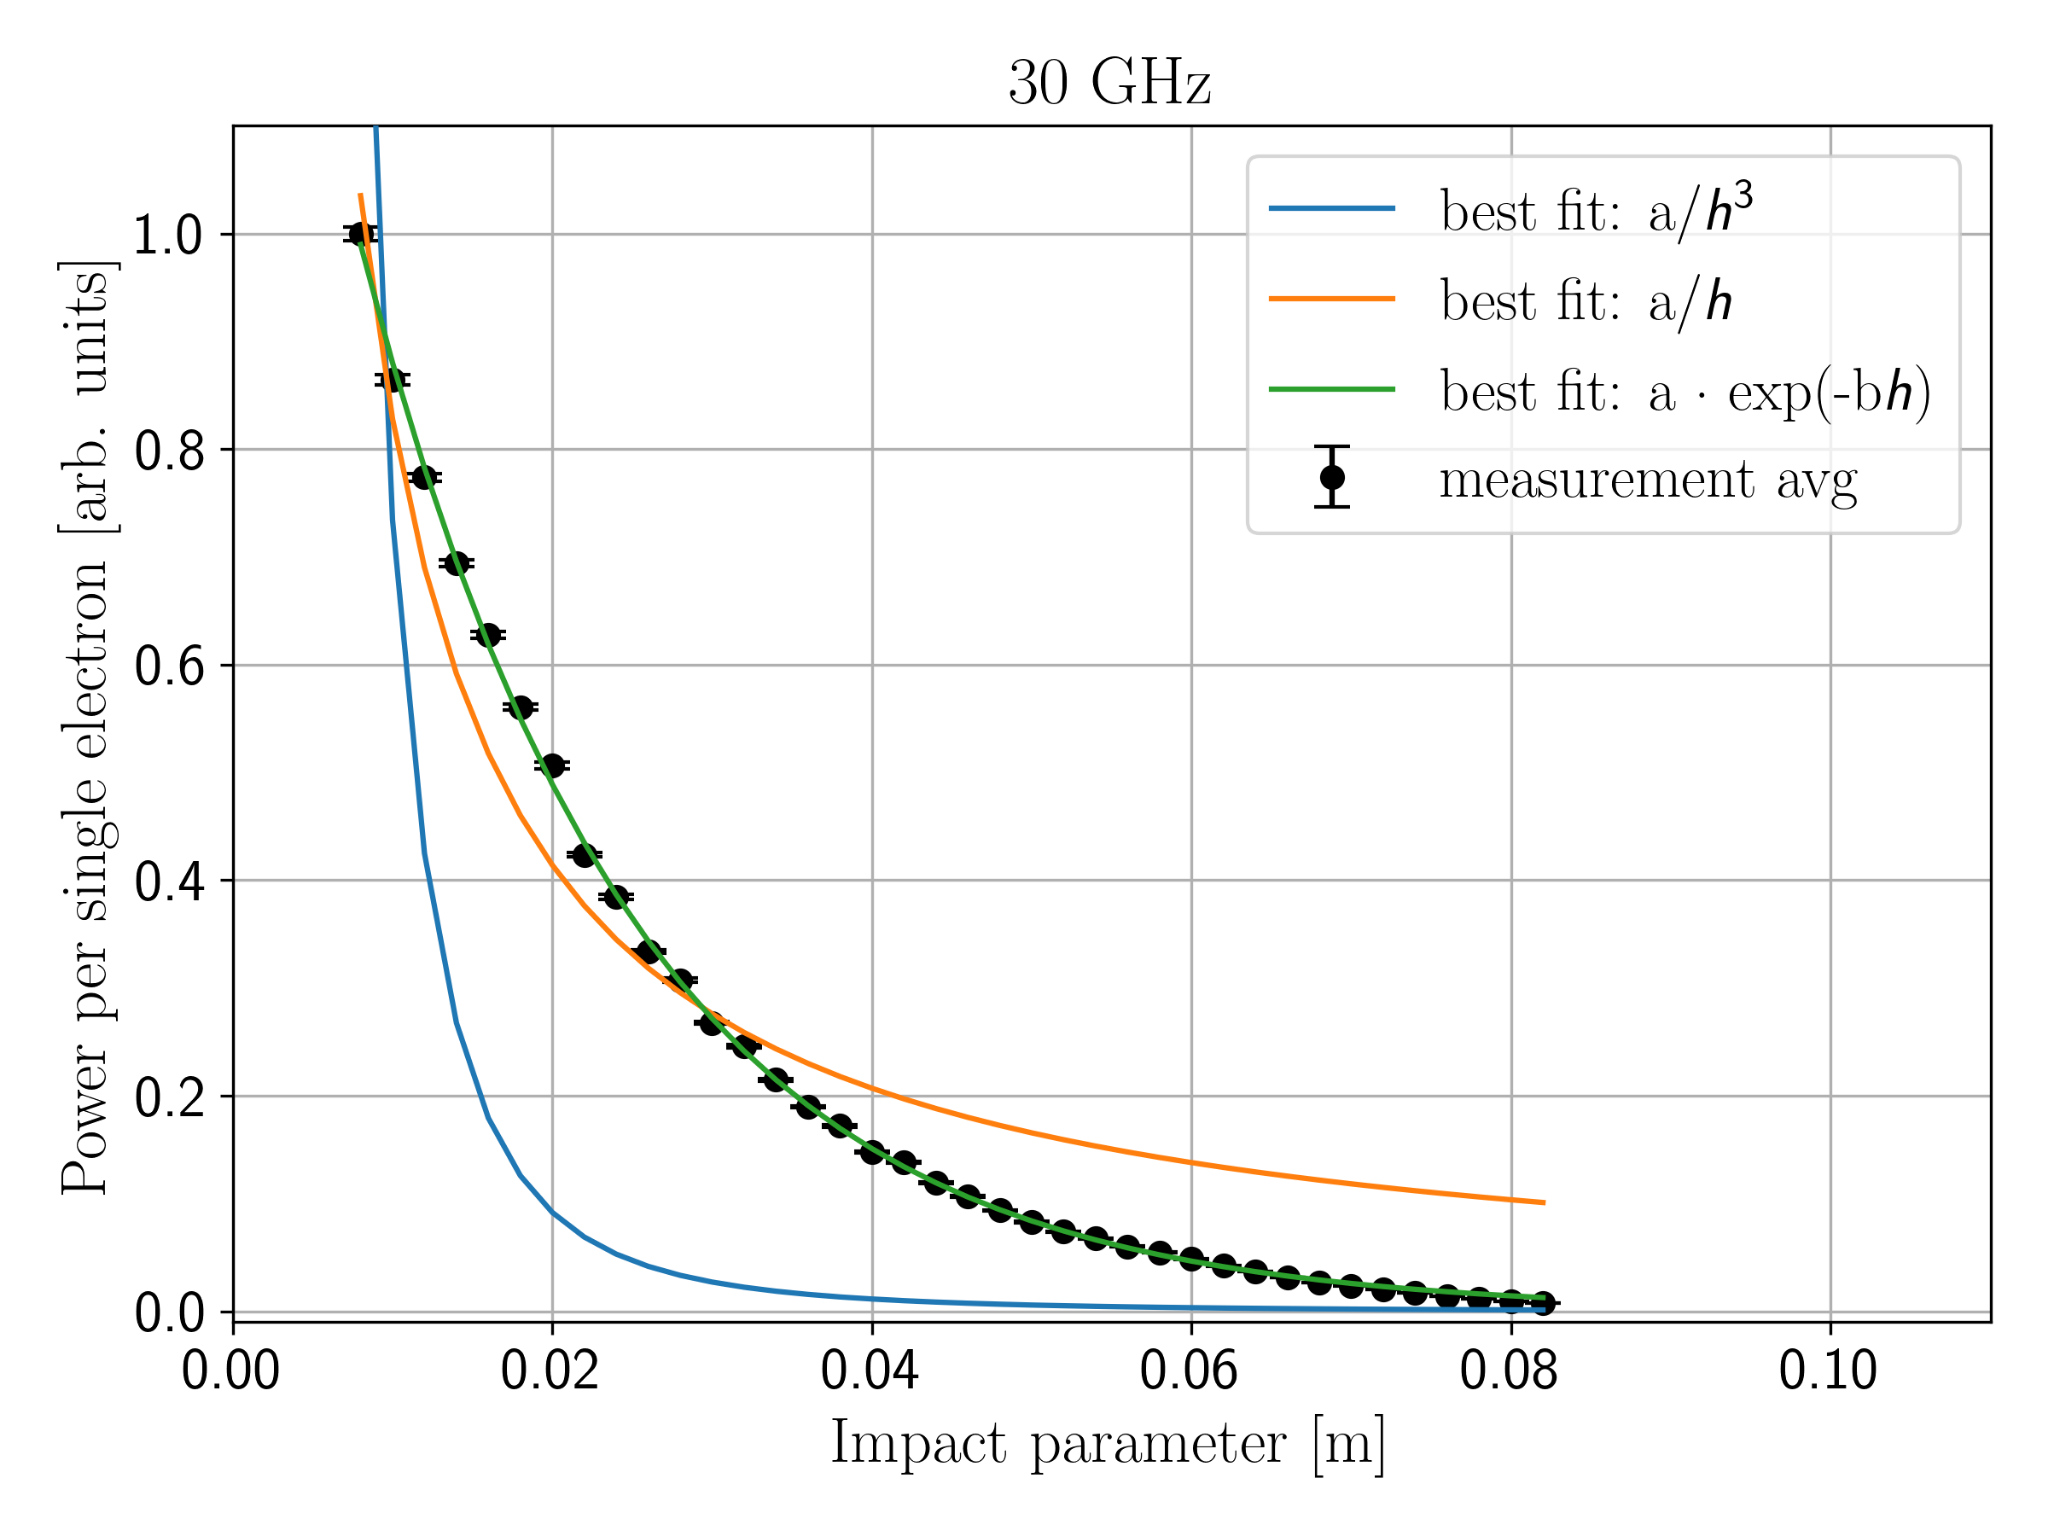 30 GHz
Power per single electron [arb. units]
1.0
0.8
0.6
0.4
0.2
0.0
best fit: a/h³
best fit: a/h
best fit: a · exp(-bh)
measurement avg
0.00 0.02 0.04 0.06 0.08 0.10
Impact parameter [m]